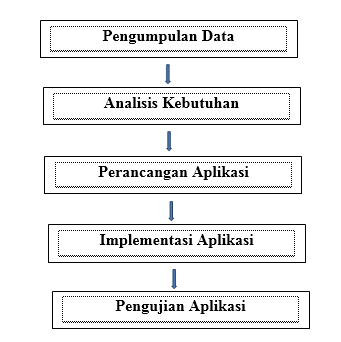 Pengumpulan Data
Analisis Kebutuhan
Perancangan Aplikasi
Implementasi Aplikasi
Pengujian Aplikasi